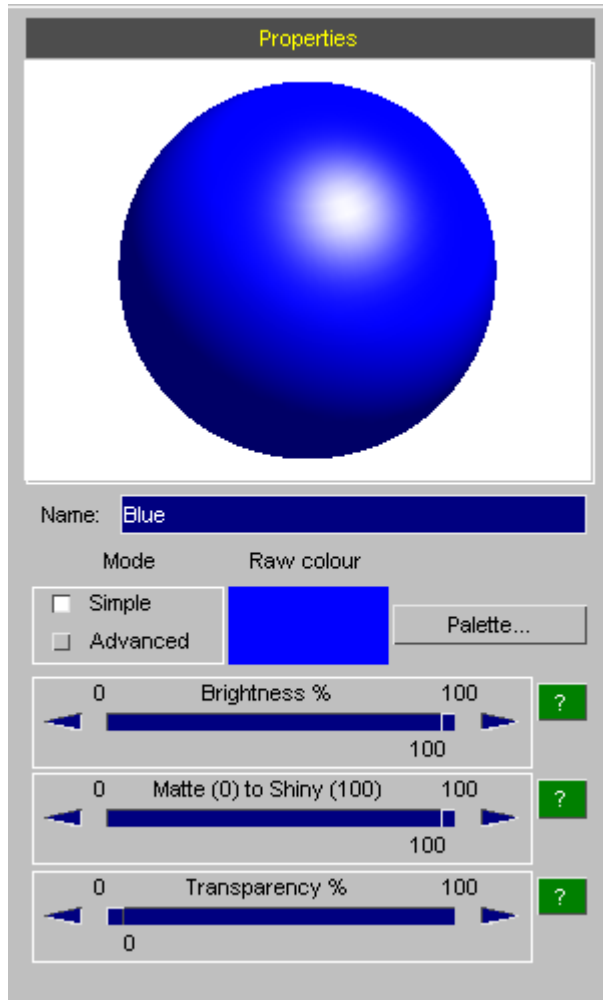 Properties
Name: Blue
Mode Raw colour
Simple
Advanced
Palette...
0 Brightness % 100
?
100
0 Matte (0) to Shiny (100) 100
?
100
0 Transparency % 100
?
0